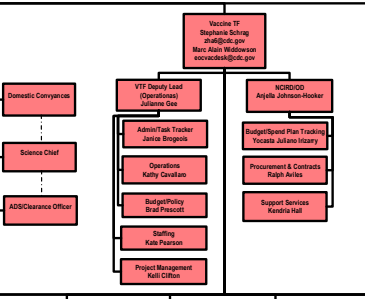 Vaccine TF
Stephanie Schrag
zha6@cdc.gov
Marc Alain Widdowson
eocvacdesk@cdc.gov
Domestic Convyances
Science Chief
ADS/Clearance Officer
VTF Deputy Lead
(Operationas)
Julianne Gee
Admin/Task Tracker
Janice Brogeois
Operations
Kathy Cavallaro
Budget/Policy
Brad Prescott
Staffing
Kate Pearson
Project Management
Kelli Clifton
NCIRD/OD
Anjella Johnson-Hooker
Budget/Spend Plan Tracking
Yocasta Juliano Irizarry
Procurement & Contracts
Ralph Aviles
Support Services
Kendria Hall